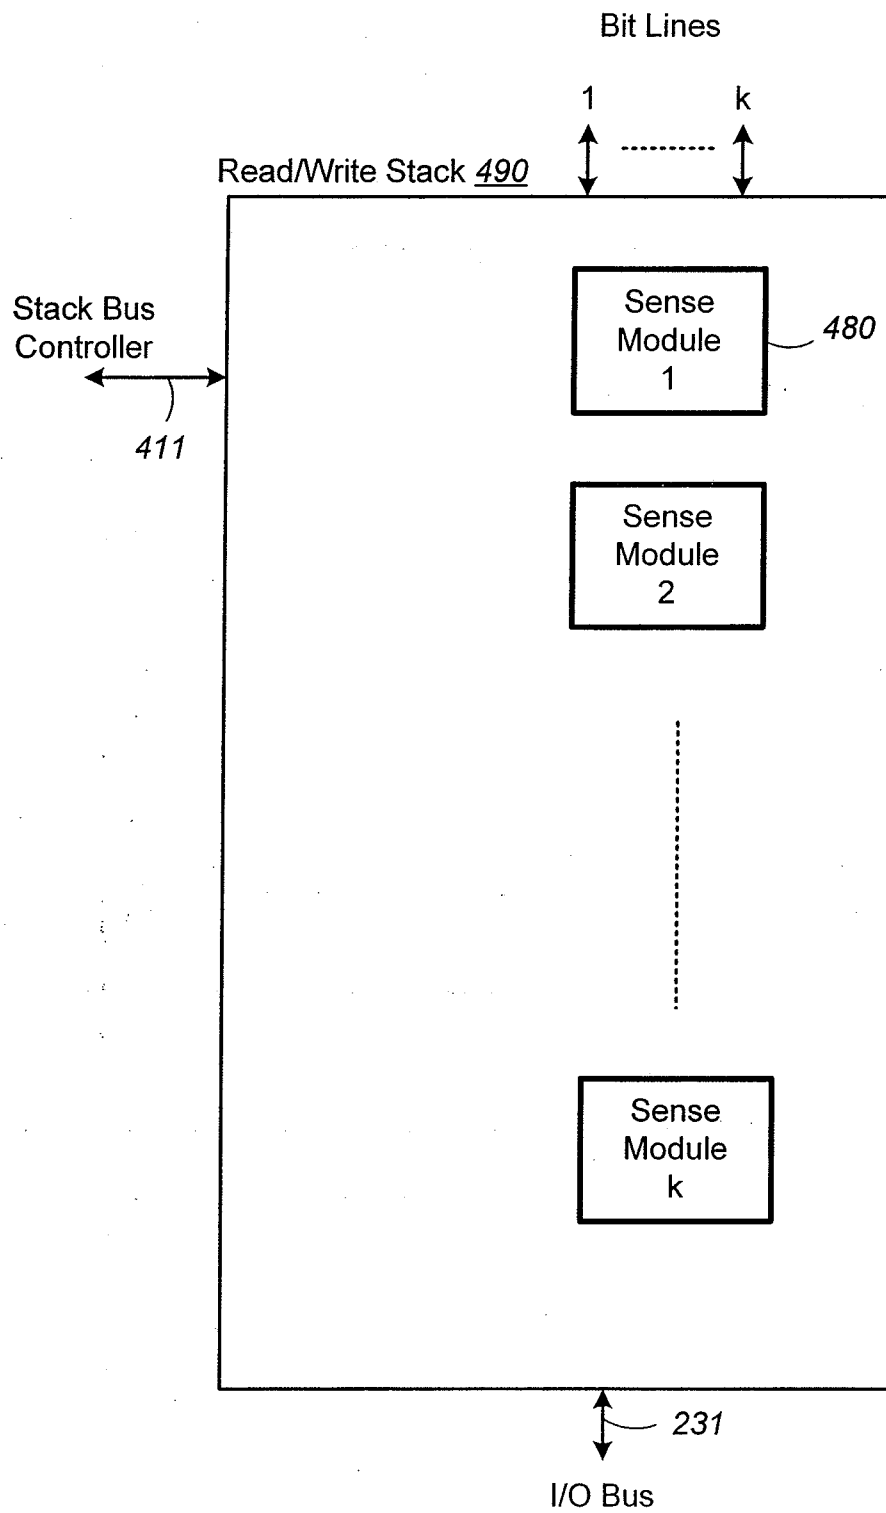 Bit Lines
1
k
Read/Write Stack 490
Sense
Module
1
480
Stack Bus
Controller
411
Sense
Module
2
Sense
Module
k
231
I/O Bus